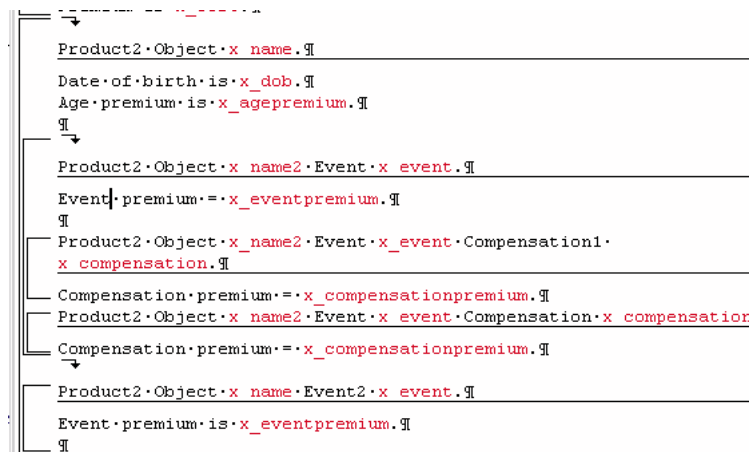 Product2·Object·x_name.¶
Date·of·birth·is·x_dob.¶
Age·premium·is·x_agepremium.¶
¶
Product2·Object·x_name2·Event·x_event.¶
Event·premium·=·x_eventpremium.¶
¶
Product2·Object·x_name2·Event·x_event·Compensation1·
x_compensation.¶
Compensation·premium·=·x_compensationpremium.¶
Product2·Object·x_name2·Event·x_event·Compensation·x_compensation
Compensation·premium·=·x_compensationpremium.¶
Product2·Object·x_name·Event2·x_event.¶
Event·premium·is·x_eventpremium.¶
¶